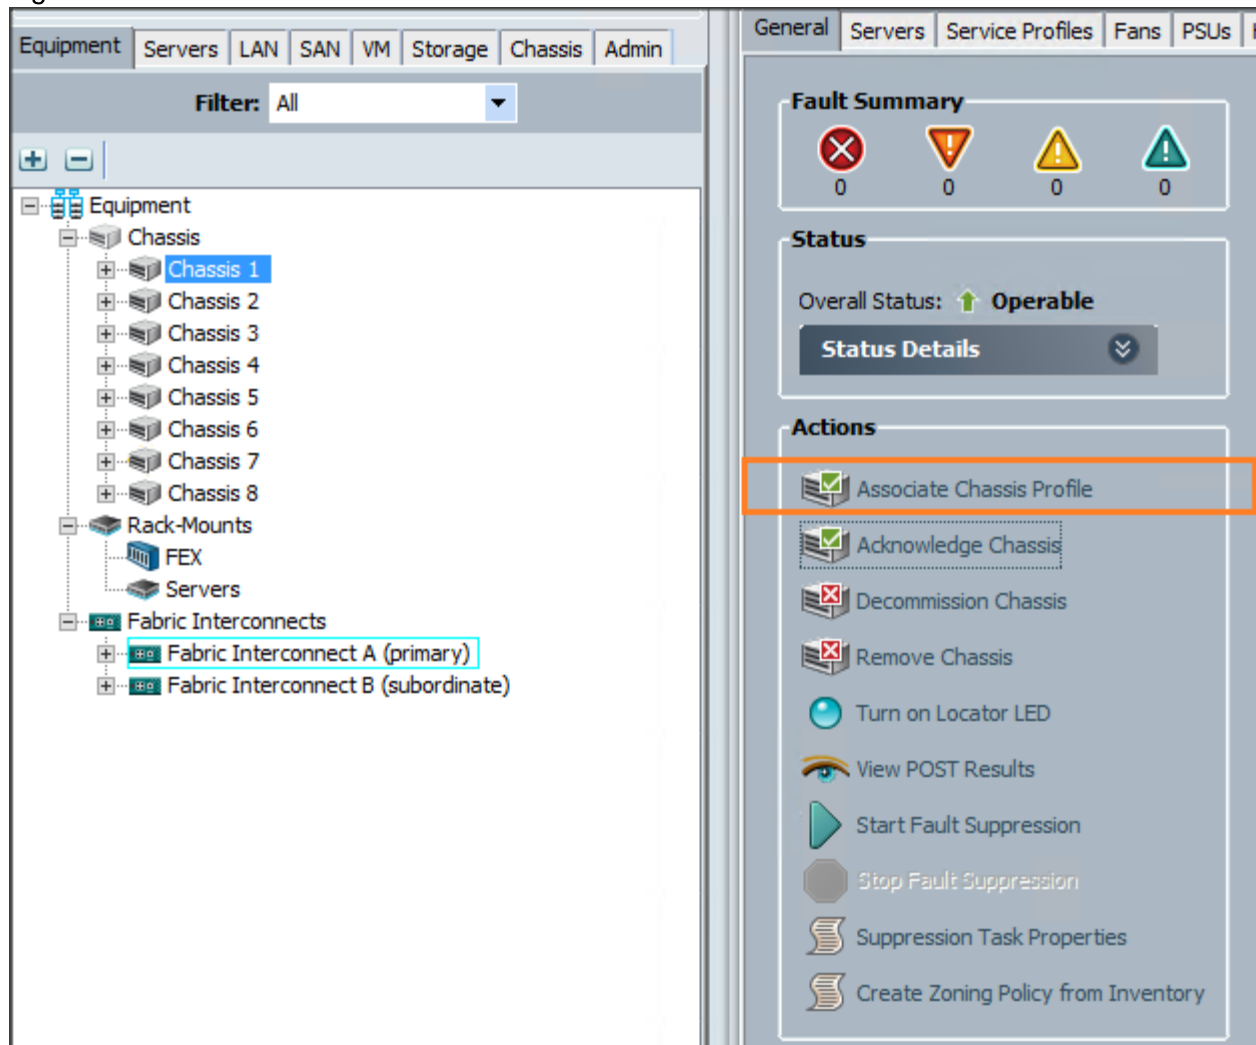 Equipment Servers LAN SAN VM Storage Chassis Admin
Filter: All
Equipment
Chassis
Chassis 1
Chassis 2
Chassis 3
Chassis 4
Chassis 5
Chassis 6
Chassis 7
Chassis 8
Rack-Mounts
FEX
Servers
Fabric Interconnects
Fabric Interconnect A (primary)
Fabric Interconnect B (subordinate)
General Servers Service Profiles Fans PSUs
Fault Summary
0 0 0 0
Status
Overall Status: Operable
Status Details
Actions
Associate Chassis Profile
Acknowledge Chassis
Decommission Chassis
Remove Chassis
Turn on Locator LED
View POST Results
Start Fault Suppression
Stop Fault Suppression
Suppression Task Properties
Create Zoning Policy from Inventory